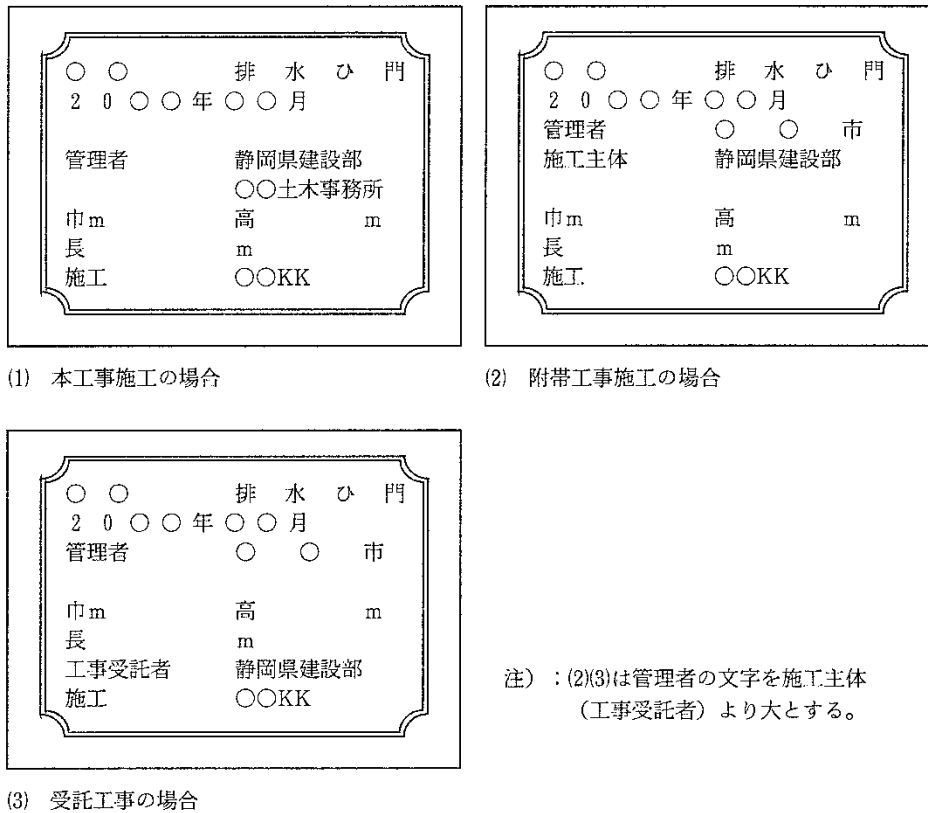 ○ ○ 排 水 ひ 門
2 0 ○ ○ 年 ○ ○ 月
管理者 静岡県建設部
○○土木事務所
巾m 高 m
長 m
施工 ○○KK
(1) 本工事施工の場合
○ ○ 排 水 ひ 門
2 0 ○ ○ 年 ○ ○ 月
管理者 ○ ○ 市
施工主体 静岡県建設部
巾m 高 m
長 m
施工 ○○KK
(2) 附帯工事施工の場合
○ ○ 排 水 ひ 門
2 0 ○ ○ 年 ○ ○ 月
管理者 ○ ○ 市
巾m 高 m
長 m
工事受託者 静岡県建設部
施工 ○○KK
(3) 受託工事の場合
注）：(2)(3)は管理者の文字を施工主体
（工事受託者）より大とする。